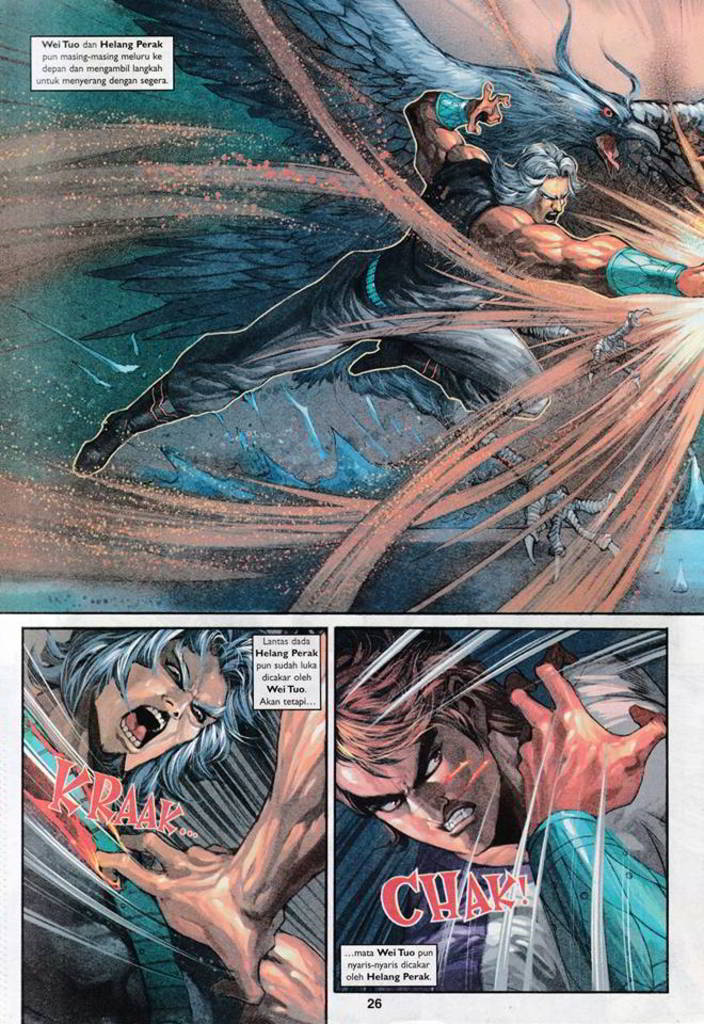 Wei Tuo dan Helang Perak
pun masing-masing meluru ke
depan dan mengambil langkah
untuk menyerang dengan segera.
Lantas dada
Helang Perak
pun sudah luka
dicakar oleh
Wei Tuo.
Akan tetapi...
KRAAK...
CHAK!
...mata Wei Tuo pun
nyaris-nyaris dicakar
oleh Helang Perak.
26